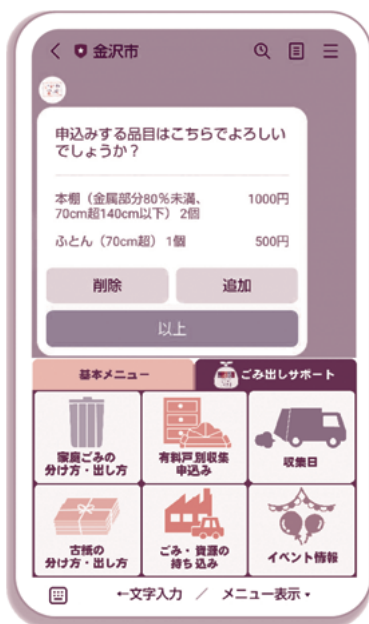 金沢市
申込みする品目はこちらでよろしい
でしょうか？
本棚（金属部分80％未満、 1000円
70cm超140cm以下） 2個
ふとん（70cm超） 1個 500円
削除 追加
以上
基本メニュー ごみ出しサポート
家庭ごみの
分け方・出し方
有料戸別収集
申込み
収集日
古紙の
分け方・出し方
ごみ・資源の
持ち込み
イベント情報
←文字入力 ／ メニュー表示▾